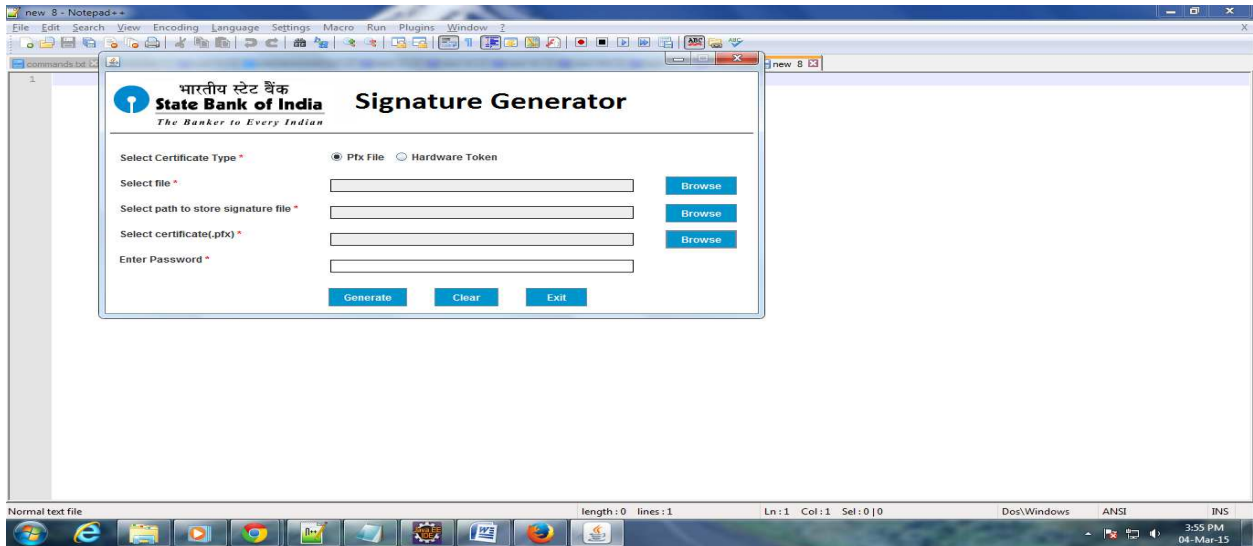 new 8 - Notepad++
File Edit Search View Encoding Language Settings Macro Run Plugins Window ?
X
commands.txt
new 8
1
भारतीय स्टेट बैंक
State Bank of India
The Banker to Every Indian
Signature Generator
Select Certificate Type *
Pfx File
Hardware Token
Select file *
Browse
Select path to store signature file *
Browse
Select certificate(.pfx) *
Browse
Enter Password *
Generate
Clear
Exit
Normal text file
length : 0 lines : 1
Ln : 1 Col : 1 Sel : 0 | 0
Dos\Windows
ANSI
INS
3:55 PM
04-Mar-15